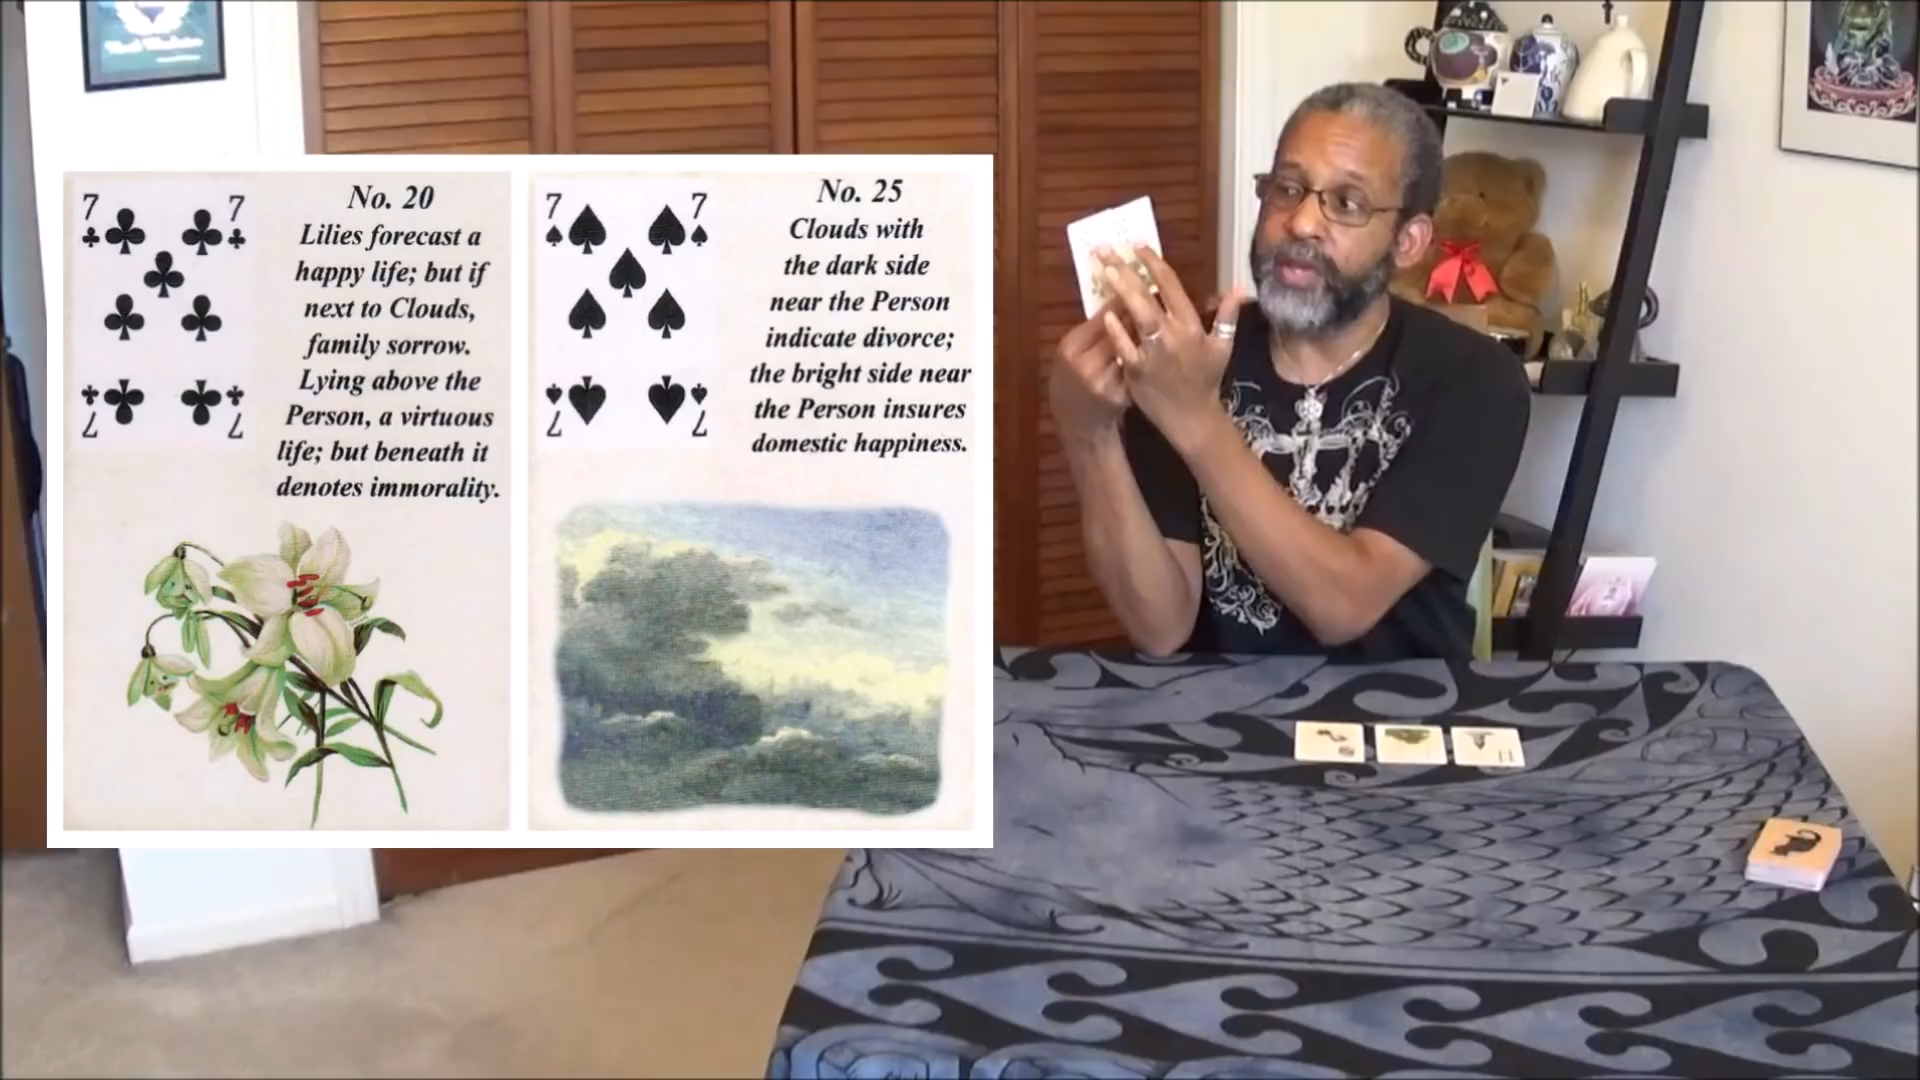 7
7
No. 20
Lilies forecast a
happy life; but if
next to Clouds,
family sorrow.
Lying above the
Person, a virtuous
life; but beneath it
denotes immorality.
7
7
7
7
No. 25
Clouds with
the dark side
near the Person
indicate divorce;
the bright side near
the Person insures
domestic happiness.
7
7